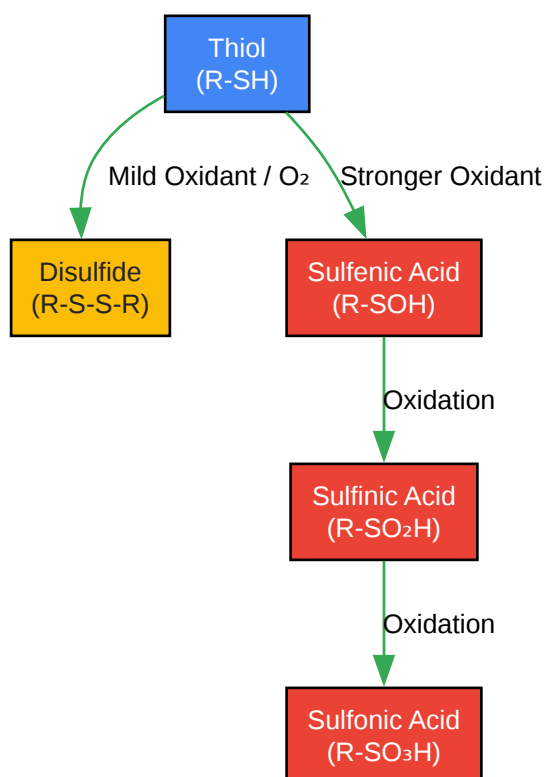 Thiol
(R-SH)
Mild Oxidant / O₂
Stronger Oxidant
Disulfide
(R-S-S-R)
Sulfenic Acid
(R-SOH)
Oxidation
Sulfinic Acid
(R-SO₂H)
Oxidation
Sulfonic Acid
(R-SO₃H)